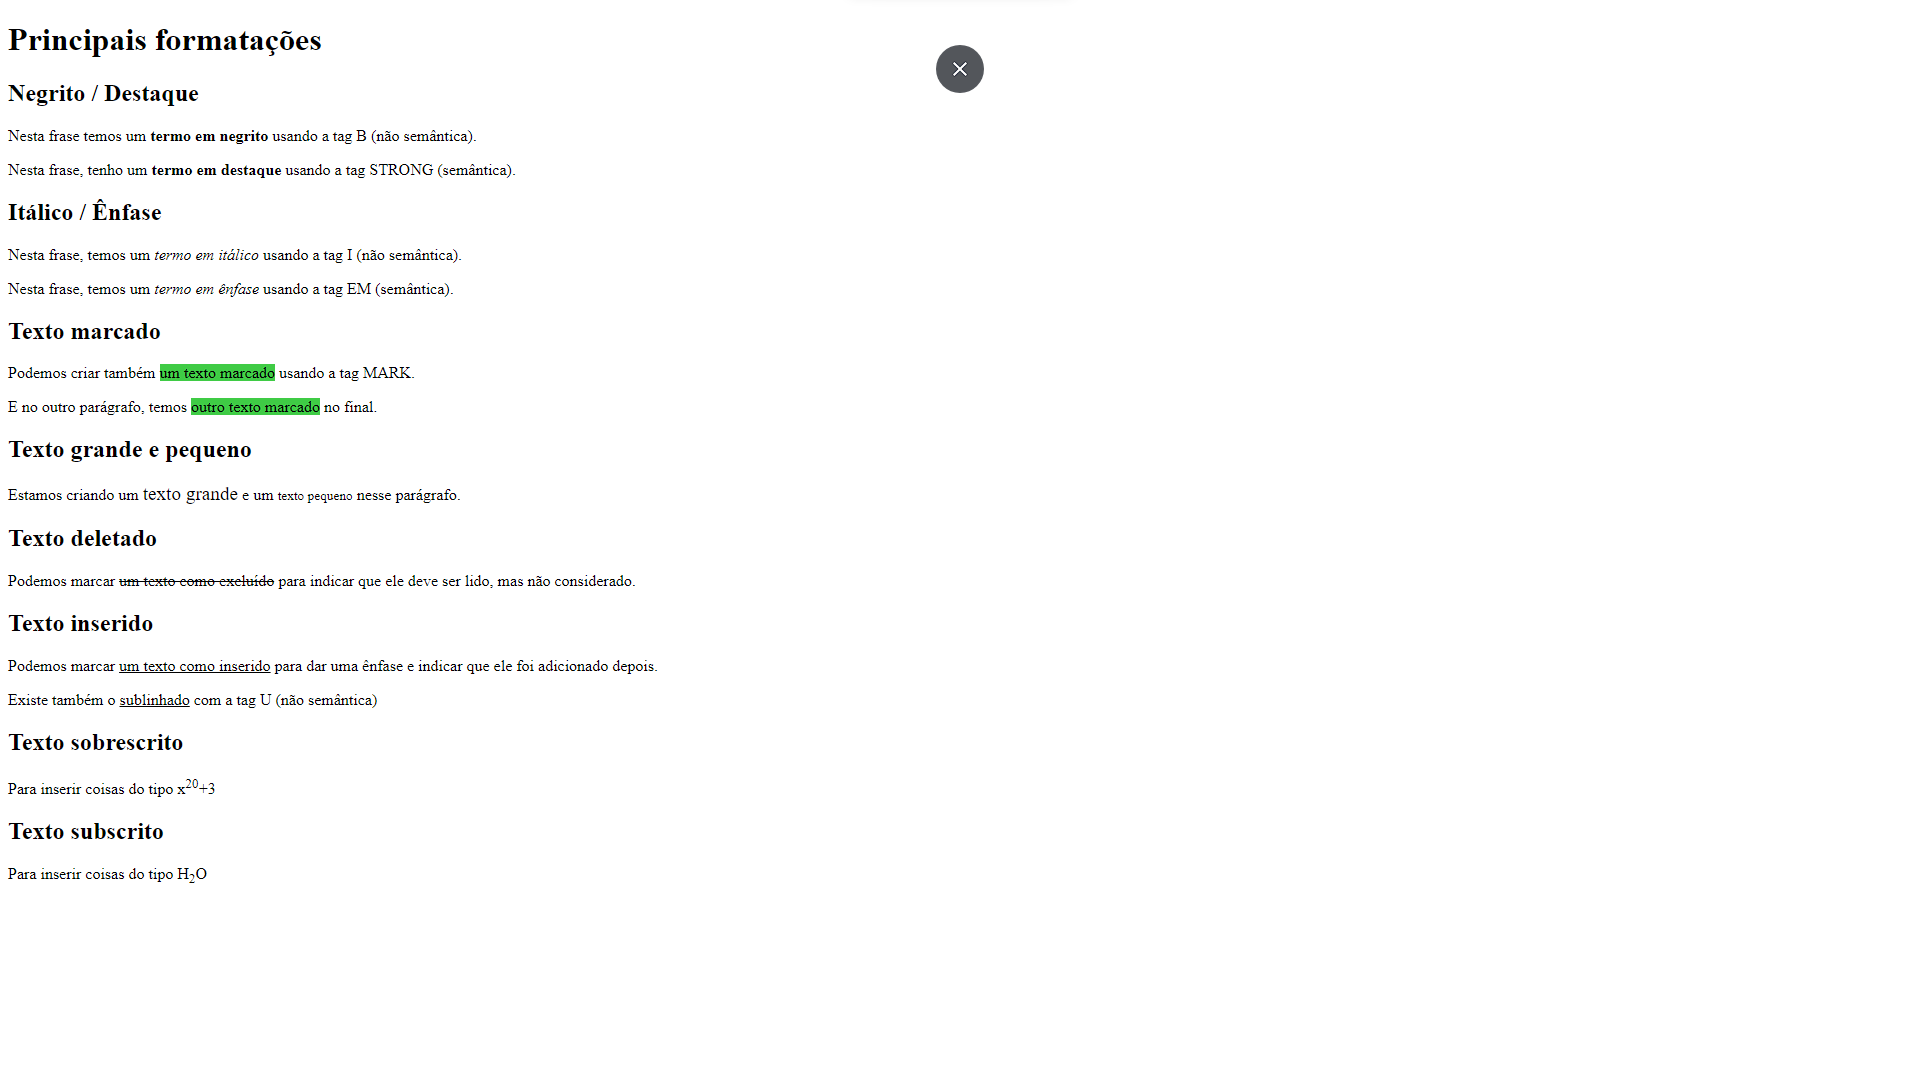 Principais formatações
Negrito / Destaque
Nesta frase temos um termo em negrito usando a tag B (não semântica).
Nesta frase, tenho um termo em destaque usando a tag STRONG (semântica).
Itálico / Ênfase
Nesta frase, temos um termo em itálico usando a tag I (não semântica).
Nesta frase, temos um termo em ênfase usando a tag EM (semântica).
Texto marcado
Podemos criar também um texto marcado usando a tag MARK.
E no outro parágrafo, temos outro texto marcado no final.
Texto grande e pequeno
Estamos criando um texto grande e um texto pequeno nesse parágrafo.
Texto deletado
Podemos marcar um texto como excluído para indicar que ele deve ser lido, mas não considerado.
Texto inserido
Podemos marcar um texto como inserido para dar uma ênfase e indicar que ele foi adicionado depois.
Existe também o sublinhado com a tag U (não semântica)
Texto sobrescrito
Para inserir coisas do tipo x²⁰+3
Texto subscrito
Para inserir coisas do tipo H₂O